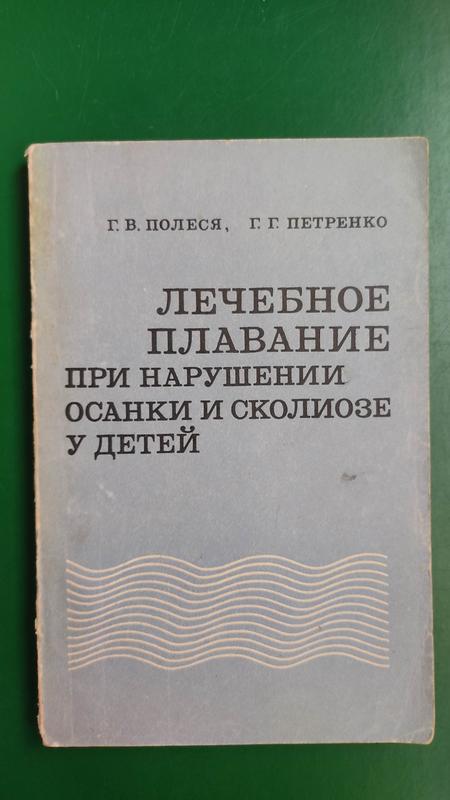 Г. В. ПОЛЕСЯ, Г. Г. ПЕТРЕНКО
ЛЕЧЕБНОЕ
ПЛАВАНИЕ
ПРИ НАРУШЕНИИ
ОСАНКИ И СКОЛИОЗЕ
У ДЕТЕЙ